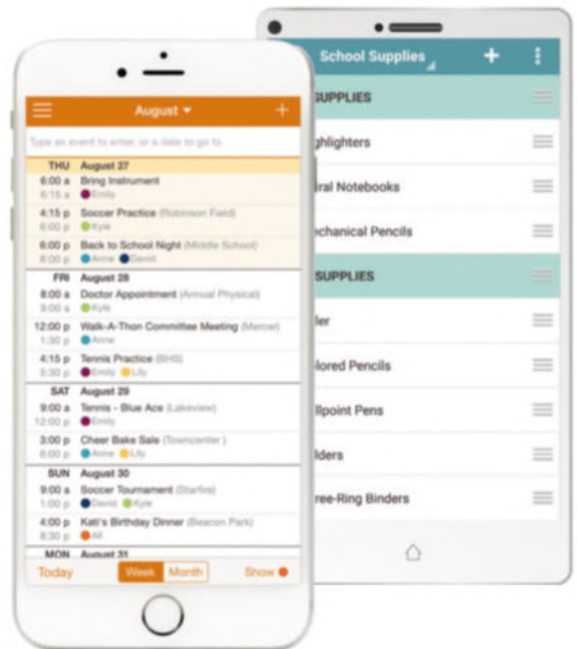 August
Type an event to enter, or a date to go to
THU August 27
6:00 a Bring Instrument
6:15 a Emily
4:15 p Soccer Practice (Robinson Field)
6:00 p Kyle
6:00 p Back to School Night (Middle School)
8:00 p Anne David
FRI August 28
8:00 a Doctor Appointment (Annual Physical)
9:00 a Kyle
12:00 p Walk-A-Thon Committee Meeting (Mercer)
1:30 p Anne
4:15 p Tennis Practice (BHS)
5:30 p Emily Lily
SAT August 29
9:00 a Tennis - Blue Ace (Lakeview)
12:00 p Emily
3:00 p Cheer Bake Sale (Towncenter )
6:00 p Anne Lily
SUN August 30
9:00 a Soccer Tournament (Starfire)
1:00 p David Kyle
4:00 p Kati's Birthday Dinner (Beacon Park)
8:30 p All
MON August 31
Today Week Month Show
School Supplies
SUPPLIES
ghlighters
iral Notebooks
echanical Pencils
SUPPLIES
ler
lored Pencils
llpoint Pens
lders
ree-Ring Binders